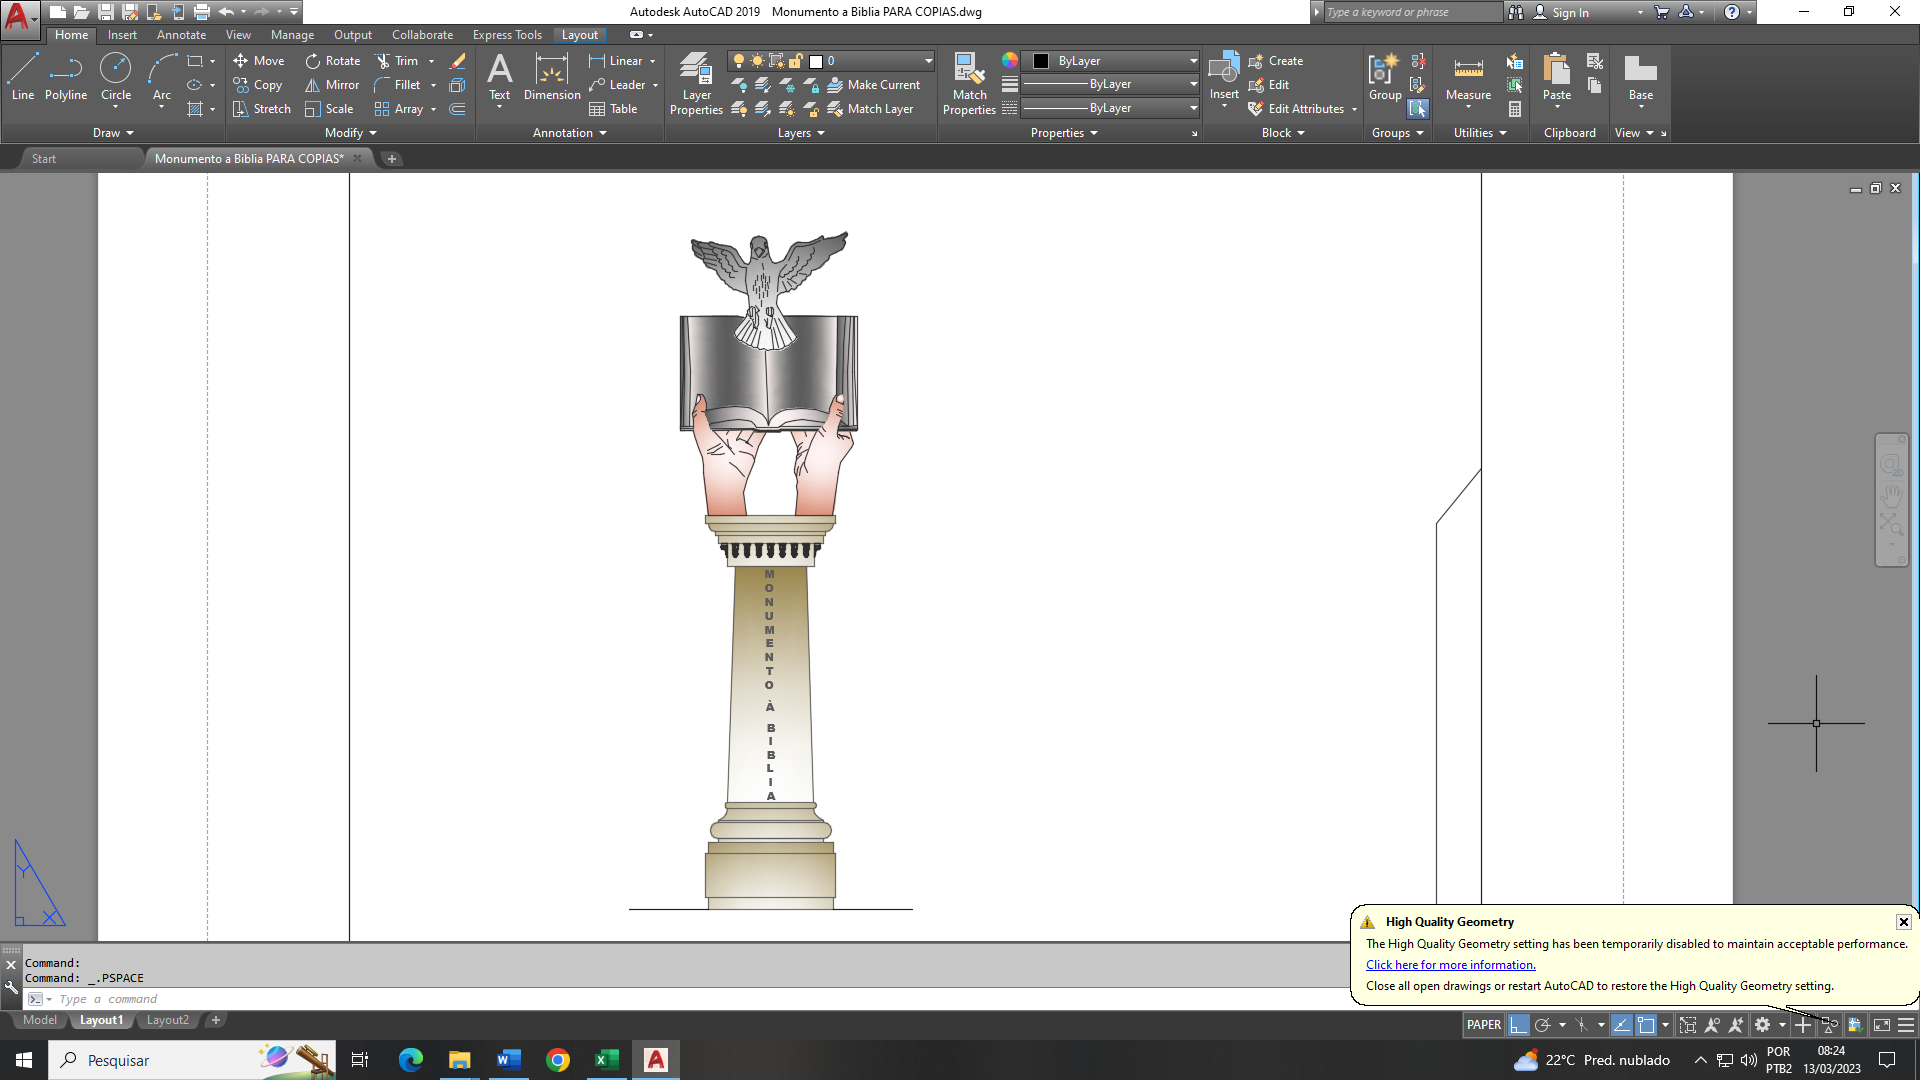 Autodesk AutoCAD 2019 Monumento a Biblia PARA COPIAS.dwg
Type a keyword or phrase
Sign In
Home Insert Annotate View Manage Output Collaborate Express Tools Layout
Line Polyline Circle Arc
Move Rotate Trim
Copy Mirror Fillet
Stretch Scale Array
Text Dimension
Linear
Leader
Table
Layer Properties
0
Make Current
Match Layer
Match Properties
ByLayer
ByLayer
ByLayer
Insert
Create
Edit
Edit Attributes
Group
Measure
Paste
Base
Draw Modify Annotation Layers Properties Block Groups Utilities Clipboard View
Start Monumento a Biblia PARA COPIAS*
MONUMENTO À BIBLIA
2D
Y
X
High Quality Geometry
The High Quality Geometry setting has been temporarily disabled to maintain acceptable performance.
Click here for more information.
Close all open drawings or restart AutoCAD to restore the High Quality Geometry setting.
Command:
Command: _.PSPACE
Type a command
Model Layout1 Layout2
PAPER
Pesquisar
22°C Pred. nublado
POR
PTB2
08:24
13/03/2023